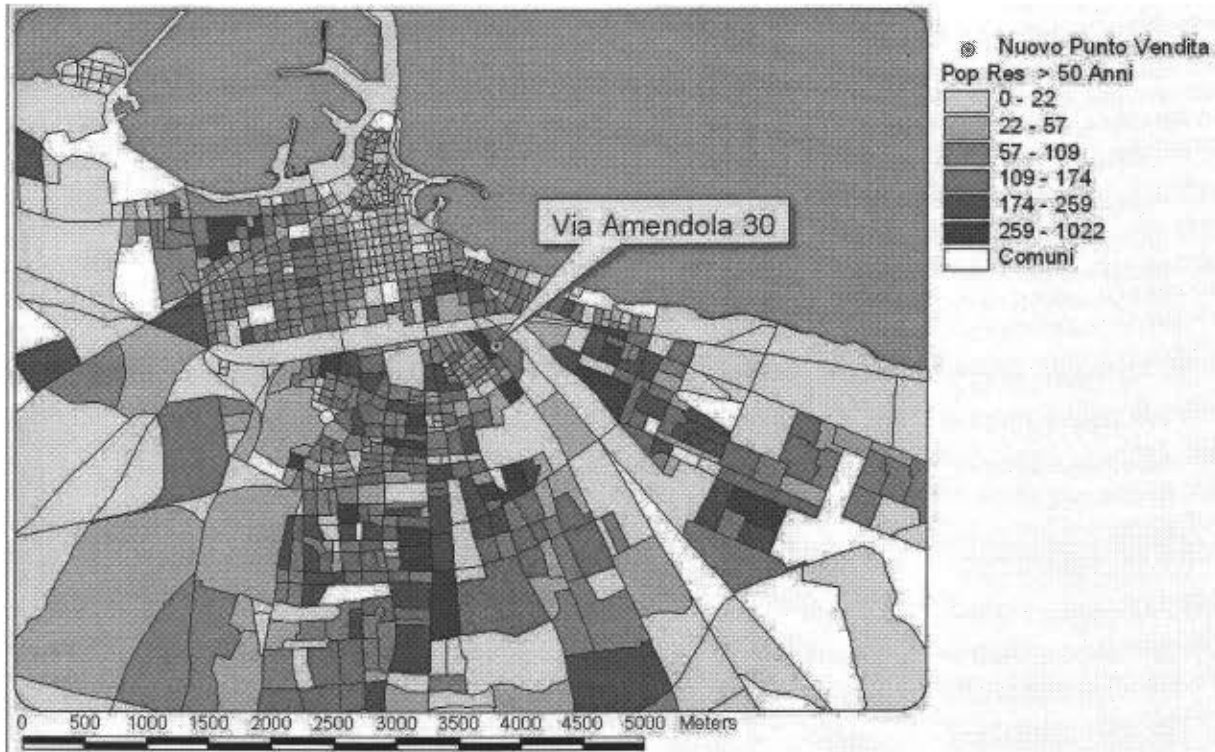 Nuovo Punto Vendita
Pop Res > 50 Anni
0 - 22
22 - 57
57 - 109
109 - 174
174 - 259
259 - 1022
Comuni
Via Amendola 30
0 500 1000 1500 2000 2500 3000 3500 4000 4500 5000 Meters